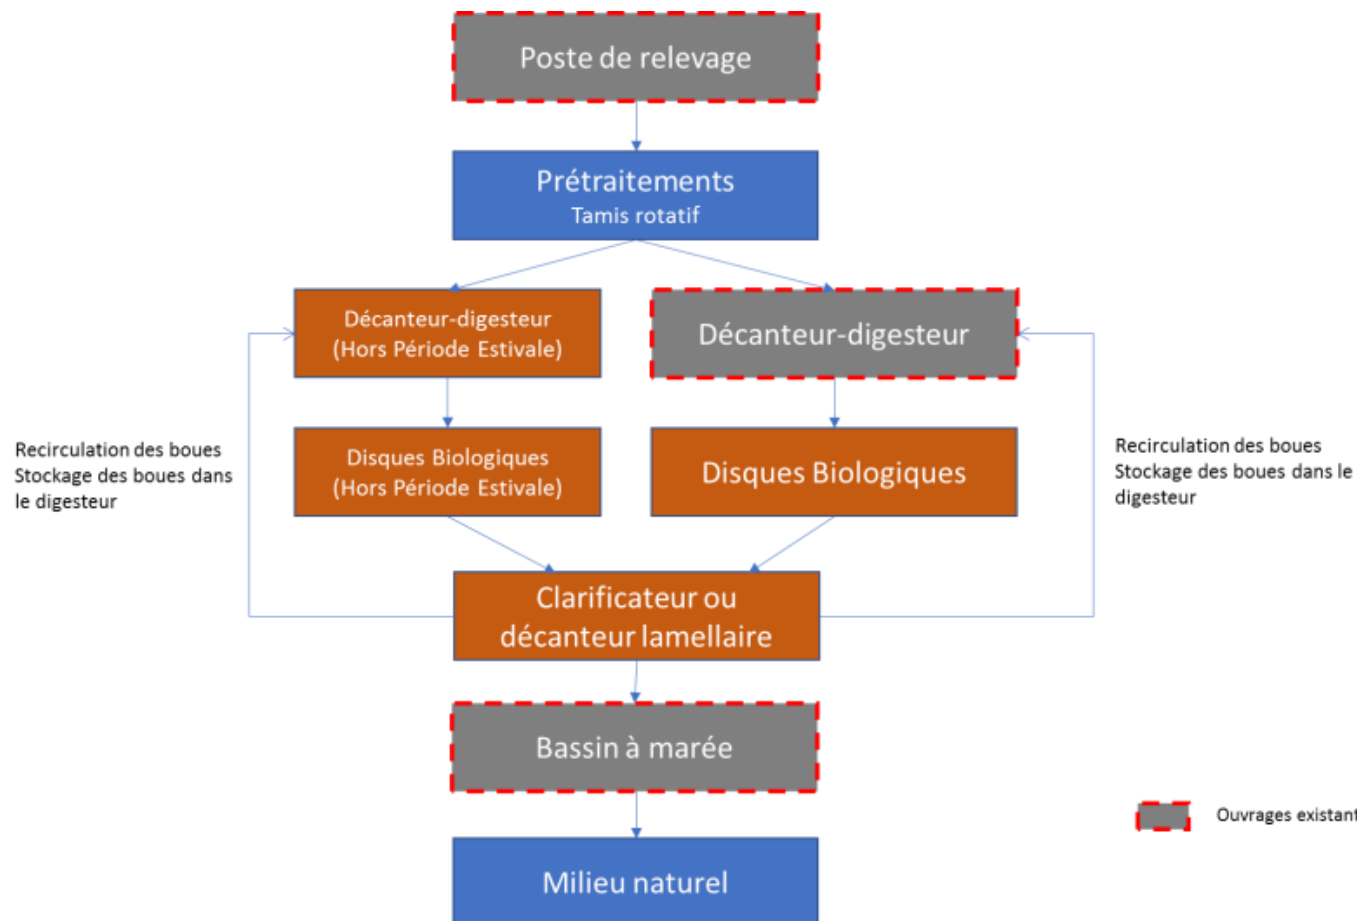 Poste de relevage
Prétraitements
Tamis rotatif
Décanteur-digesteur
(Hors Période Estivale)
Décanteur-digesteur
Recirculation des boues
Stockage des boues dans
le digesteur
Disques Biologiques
(Hors Période Estivale)
Disques Biologiques
Recirculation des boues
Stockage des boues dans le
digesteur
Clarificateur ou
décanteur lamellaire
Bassin à marée
Ouvrages existant
Milieu naturel